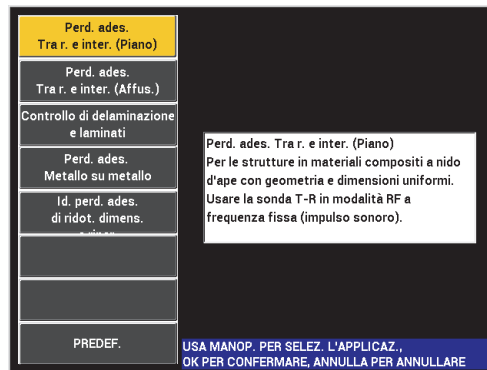 Perd. ades.
Tra r. e inter. (Piano)
Perd. ades.
Tra r. e inter. (Affus.)
Controllo di delaminazione
e laminati
Perd. ades.
Metallo su metallo
Id. perd. ades.
di ridot. dimens.
PREDEF.
Perd. ades. Tra r. e inter. (Piano)
Per le strutture in materiali compositi a nido
d'ape con geometria e dimensioni uniformi.
Usare la sonda T-R in modalità RF a
frequenza fissa (impulso sonoro).
USA MANOP. PER SELEZ. L'APPLICAZ.,
OK PER CONFERMARE, ANNULLA PER ANNULLARE